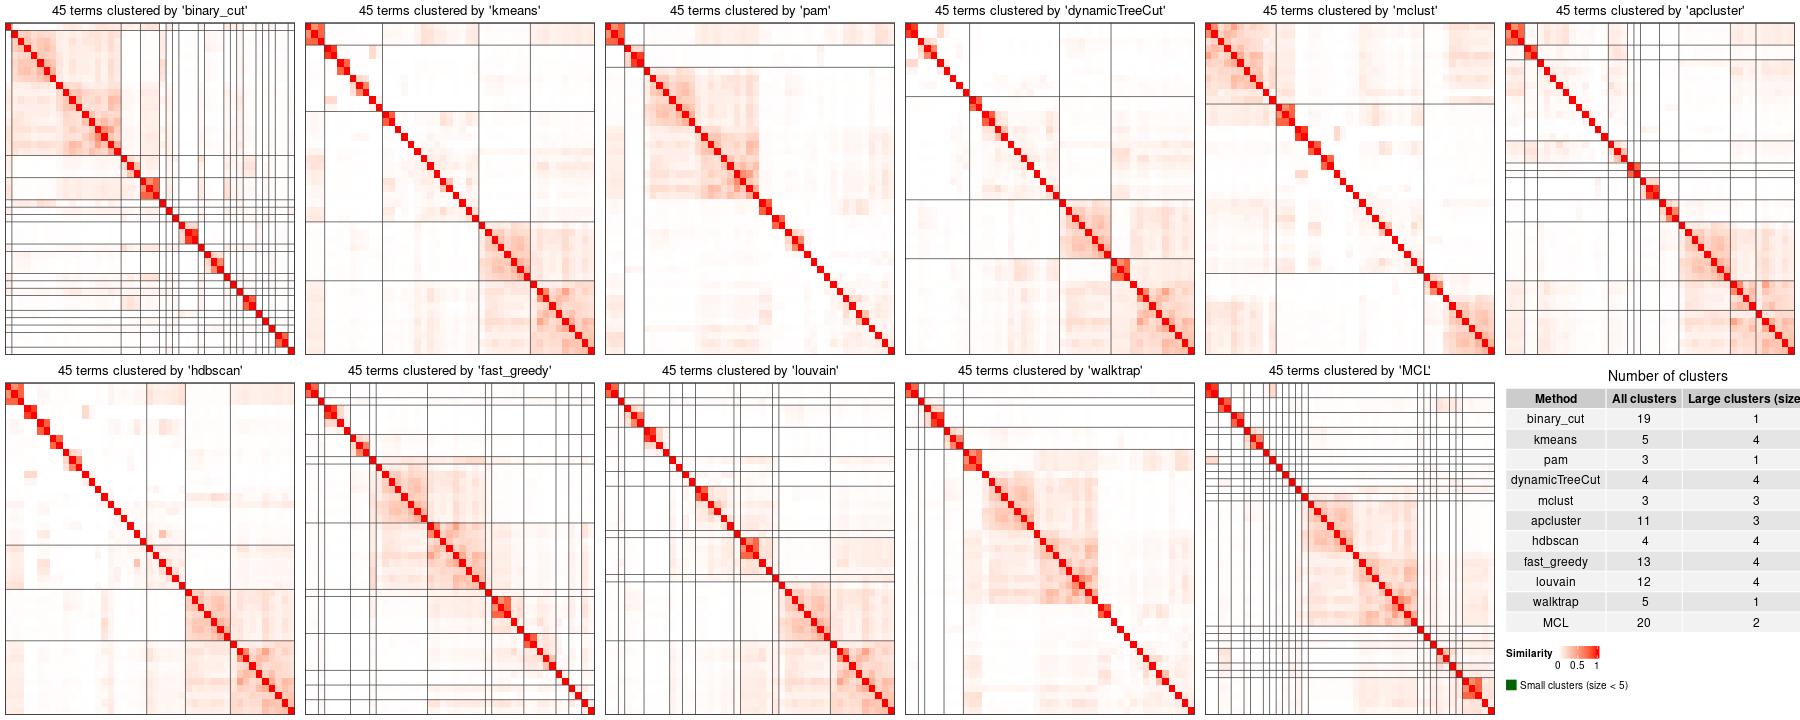 45 terms clustered by 'binary_cut'
45 terms clustered by 'kmeans'
45 terms clustered by 'pam'
45 terms clustered by 'dynamicTreeCut'
45 terms clustered by 'mclust'
45 terms clustered by 'apcluster'
45 terms clustered by 'hdbscan'
45 terms clustered by 'fast_greedy'
45 terms clustered by 'louvain'
45 terms clustered by 'walktrap'
45 terms clustered by 'MCL'
Number of clusters
Method All clusters Large clusters (size
binary_cut 19 1
kmeans 5 4
pam 3 1
dynamicTreeCut 4 4
mclust 3 3
apcluster 11 3
hdbscan 4 4
fast_greedy 13 4
louvain 12 4
walktrap 5 1
MCL 20 2
Similarity
0 0.5 1
Small clusters (size < 5)